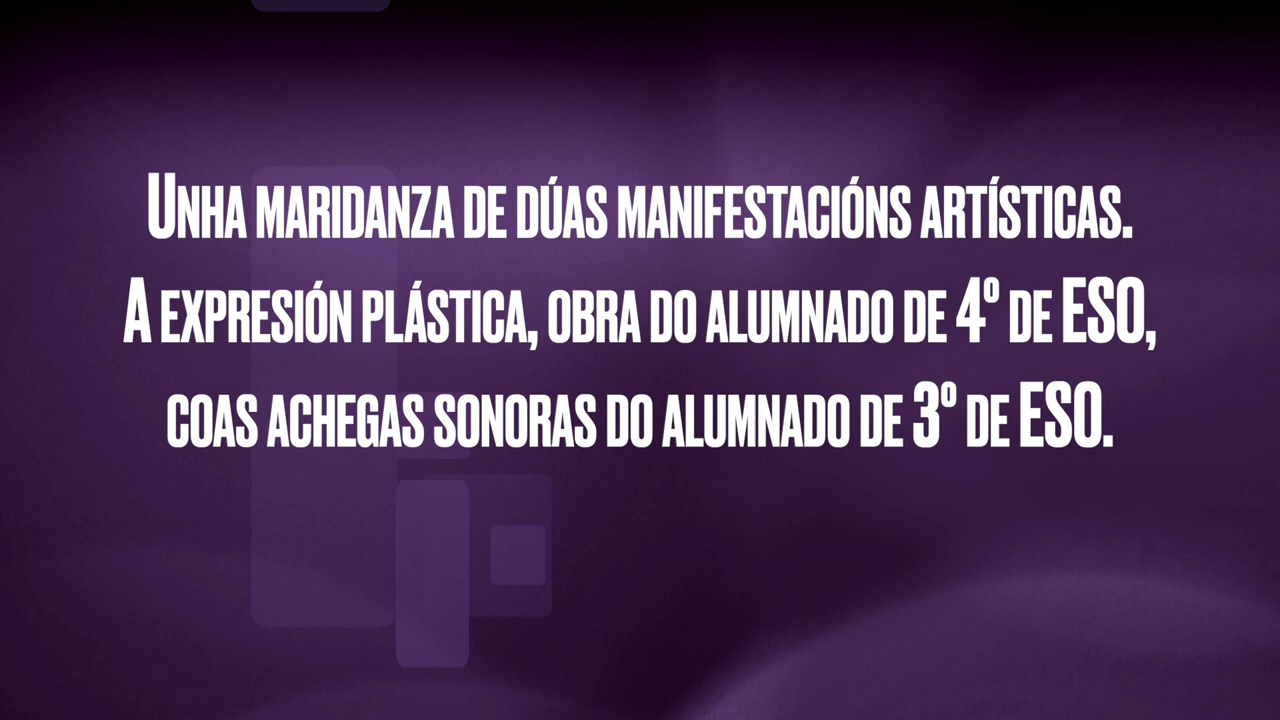 Unha maridanza de dúas manifestacións artísticas.
A expresión plástica, obra do alumnado de 4º de ESO,
coas achegas sonoras do alumnado de 3º de ESO.